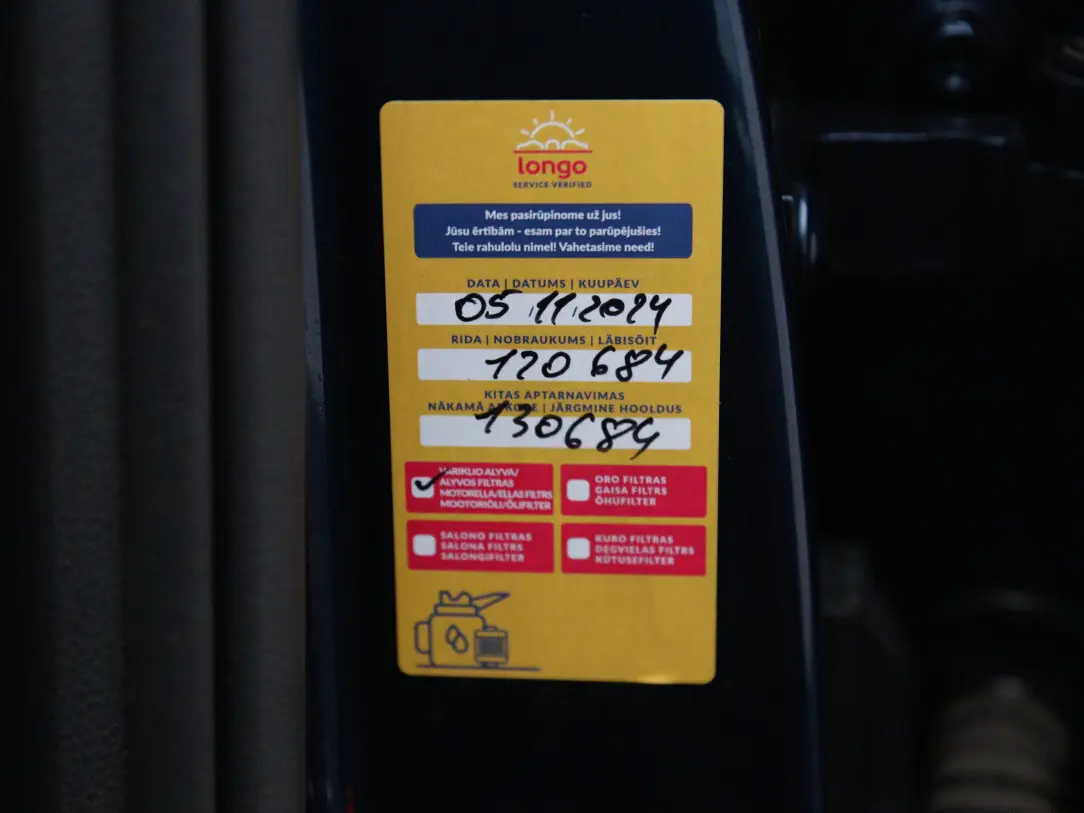 longo
SERVICE VERIFIED
Mes pasirūpinome už jus!
Jūsu ērtībām - esam par to parūpējušies!
Teie rahulolu nimel! Vahetasime need!
DATA | DATUMS | KUUPÄEV
05.11.2024
RIDA | NOBRAUKUMS | LÄBISÕIT
120 684
KITAS APTARNAVIMAS
NĀKAMĀ APKOPE | JÄRGMINE HOOLDUS
130684
VARIKLIO ALYVA/
ALYVOS FILTRAS
MOTOREĻĻA/EĻĻAS FILTRS
MOOTORIÕLI/ÕLIFILTER
ORO FILTRAS
GAISA FILTRS
ÕHUFILTER
SALONO FILTRAS
SALONA FILTRS
SALONGIFILTER
KURO FILTRAS
DEGVIELAS FILTRS
KÜTUSEFILTER